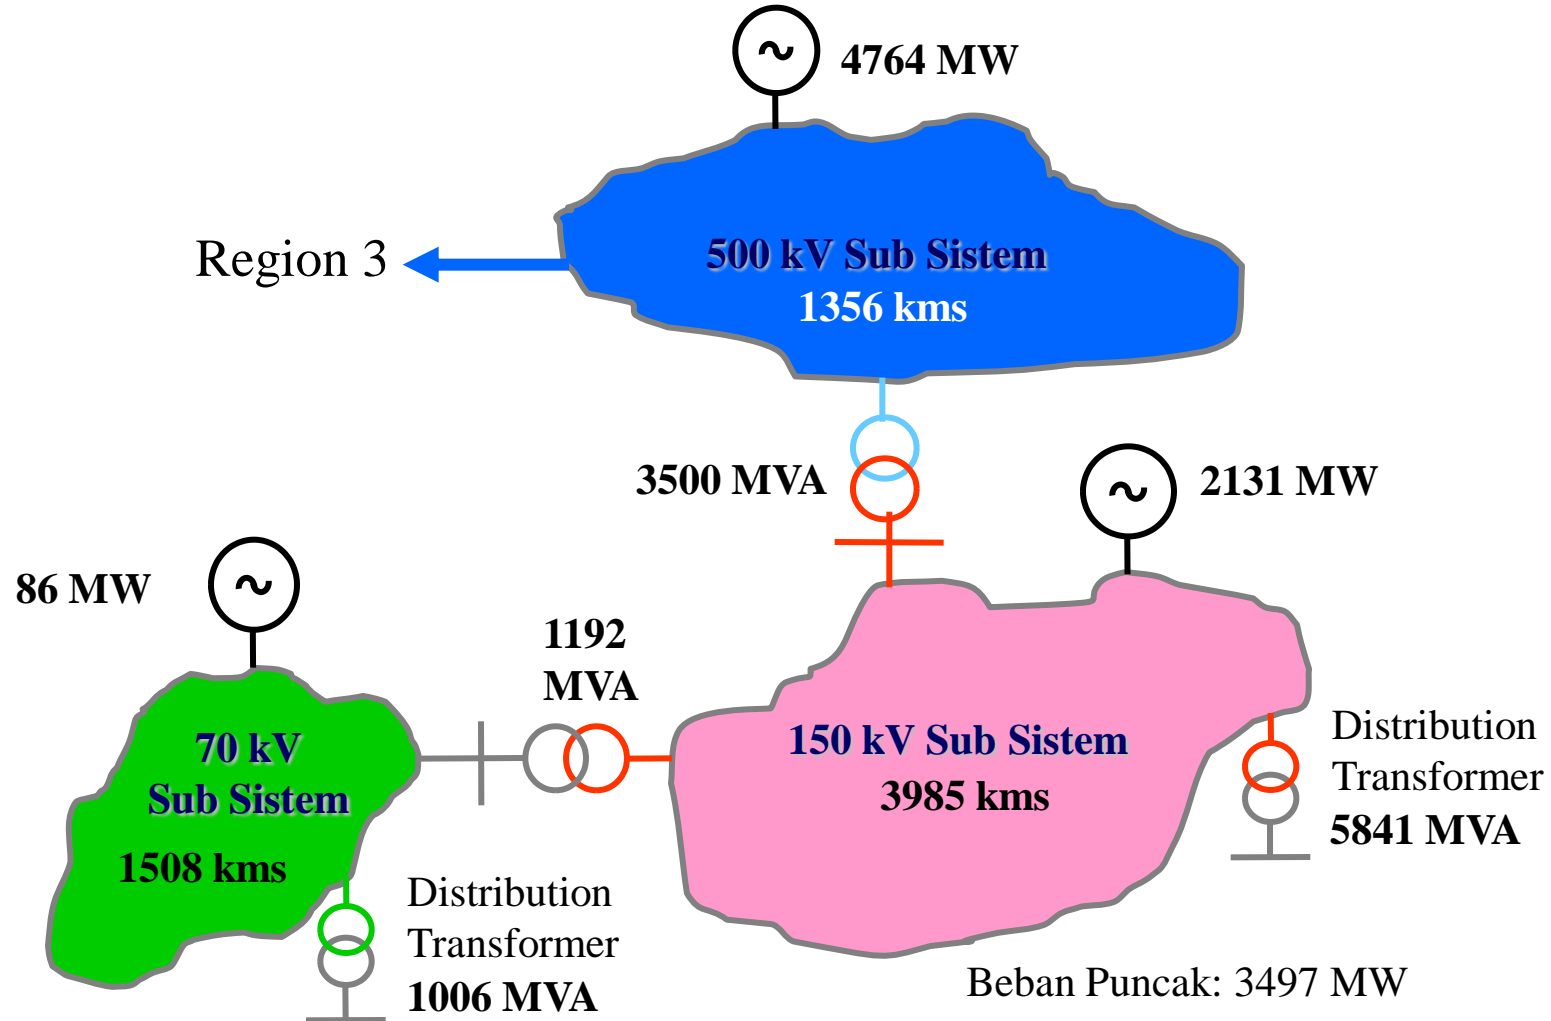 4764 MW
Region 3
500 kV Sub Sistem
1356 kms
3500 MVA
2131 MW
86 MW
1192
MVA
70 kV
Sub Sistem
1508 kms
150 kV Sub Sistem
3985 kms
Distribution
Transformer
5841 MVA
Distribution
Transformer
1006 MVA
Beban Puncak: 3497 MW